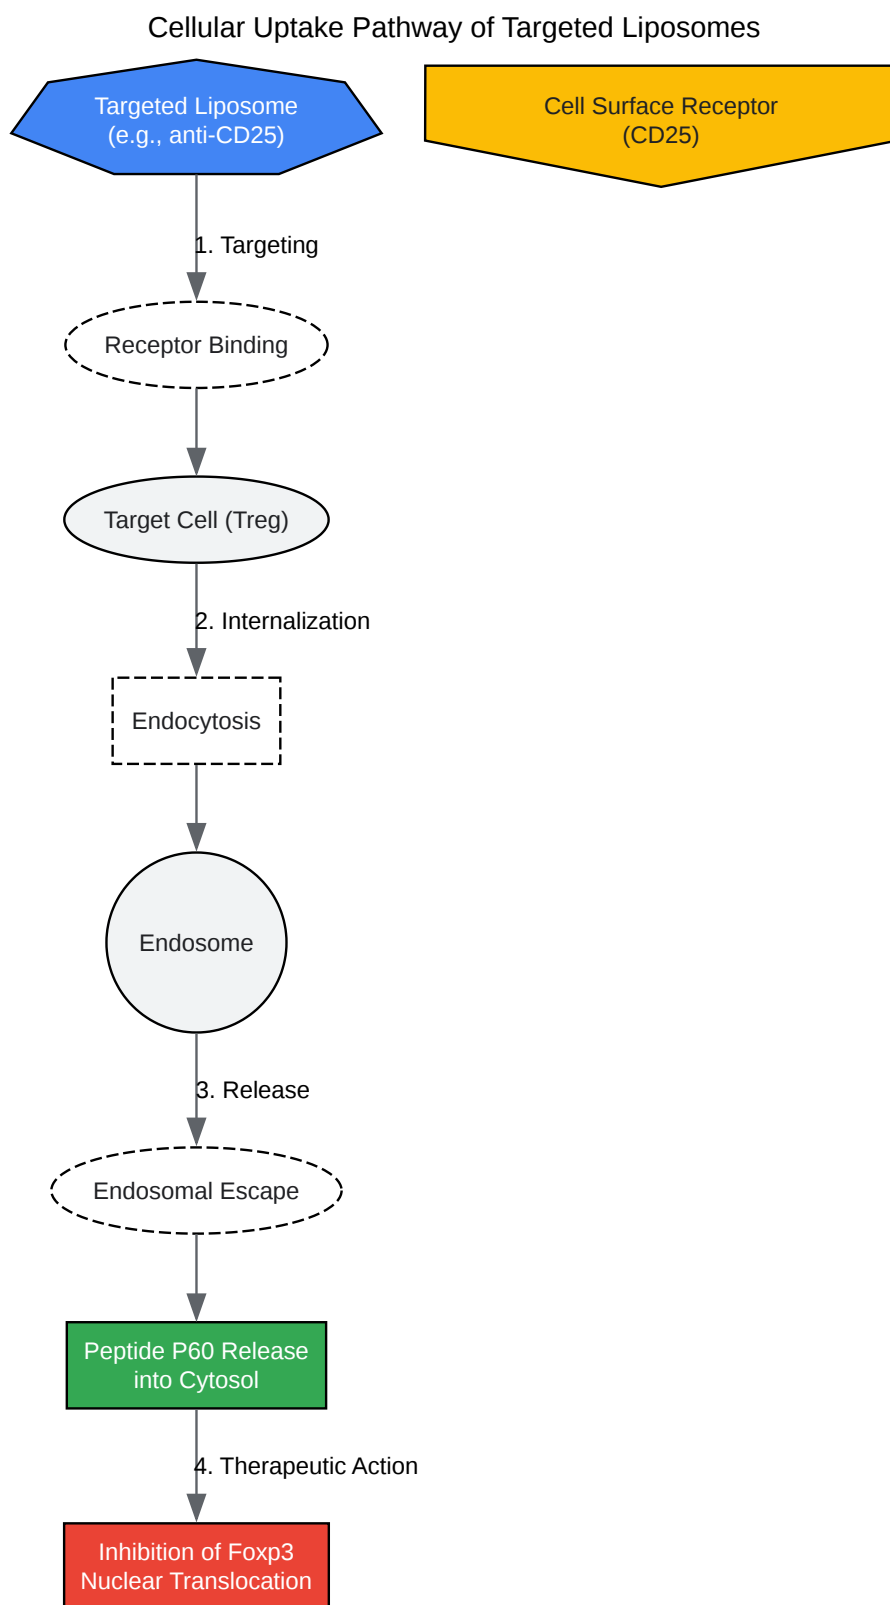 Cellular Uptake Pathway of Targeted Liposomes
Targeted Liposome
(e.g., anti-CD25)
Cell Surface Receptor
(CD25)
1. Targeting
Receptor Binding
Target Cell (Treg)
2. Internalization
Endocytosis
Endosome
3. Release
Endosomal Escape
Peptide P60 Release
into Cytosol
4. Therapeutic Action
Inhibition of Foxp3
Nuclear Translocation